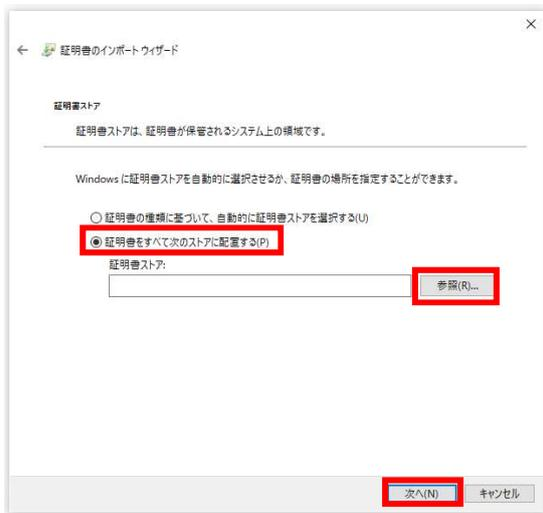 証明書のインポート ウィザード
証明書ストア
証明書ストアは、証明書が保管されるシステム上の領域です。
Windows に証明書ストアを自動的に選択させるか、証明書の場所を指定することができます。
証明書の種類に基づいて、自動的に証明書ストアを選択する(U)
証明書をすべて次のストアに配置する(P)
証明書ストア:
参照(R)...
次へ(N) キャンセル